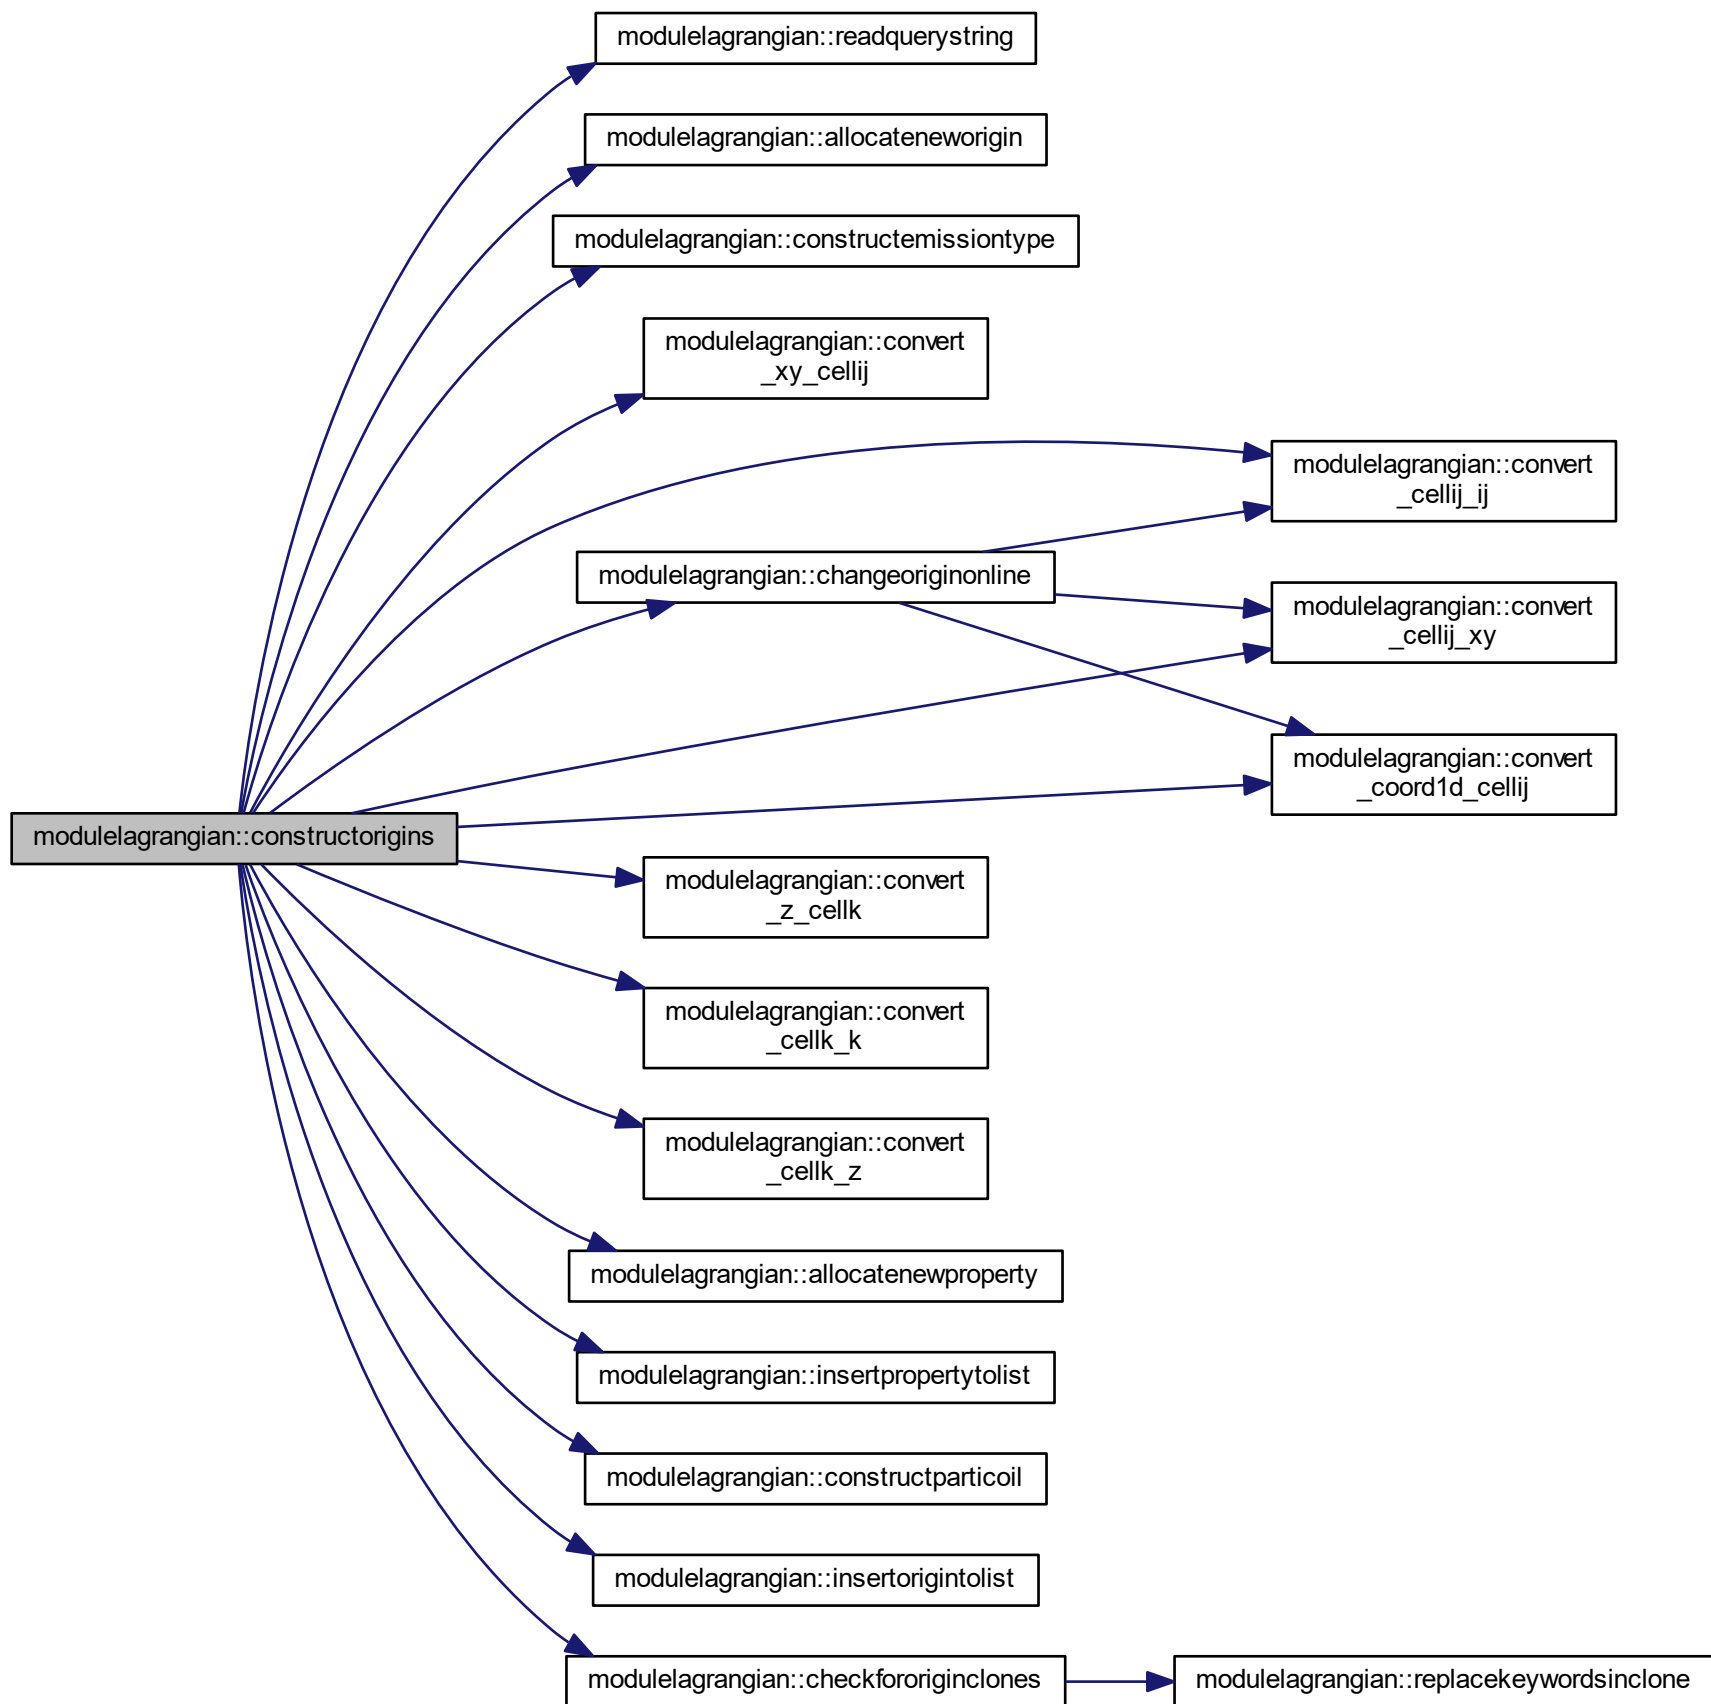 modulelagrangian::readquerystring
modulelagrangian::allocateneworigin
modulelagrangian::constructemissiontype
modulelagrangian::convert
_xy_cellij
modulelagrangian::convert
_cellij_ij
modulelagrangian::changeoriginonline
modulelagrangian::convert
_cellij_xy
modulelagrangian::convert
_coord1d_cellij
modulelagrangian::constructorigins
modulelagrangian::convert
_z_cellk
modulelagrangian::convert
_cellk_k
modulelagrangian::convert
_cellk_z
modulelagrangian::allocatenewproperty
modulelagrangian::insertpropertytolist
modulelagrangian::constructparticoil
modulelagrangian::insertorigintolist
modulelagrangian::checkfororiginclones
modulelagrangian::replacekeywordsinclone